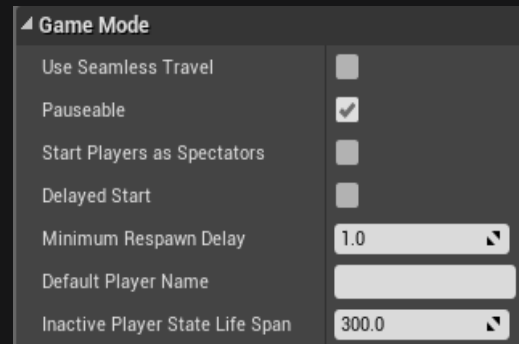 Game Mode
Use Seamless Travel
Pauseable
Start Players as Spectators
Delayed Start
Minimum Respawn Delay 1.0
Default Player Name
Inactive Player State Life Span 300.0